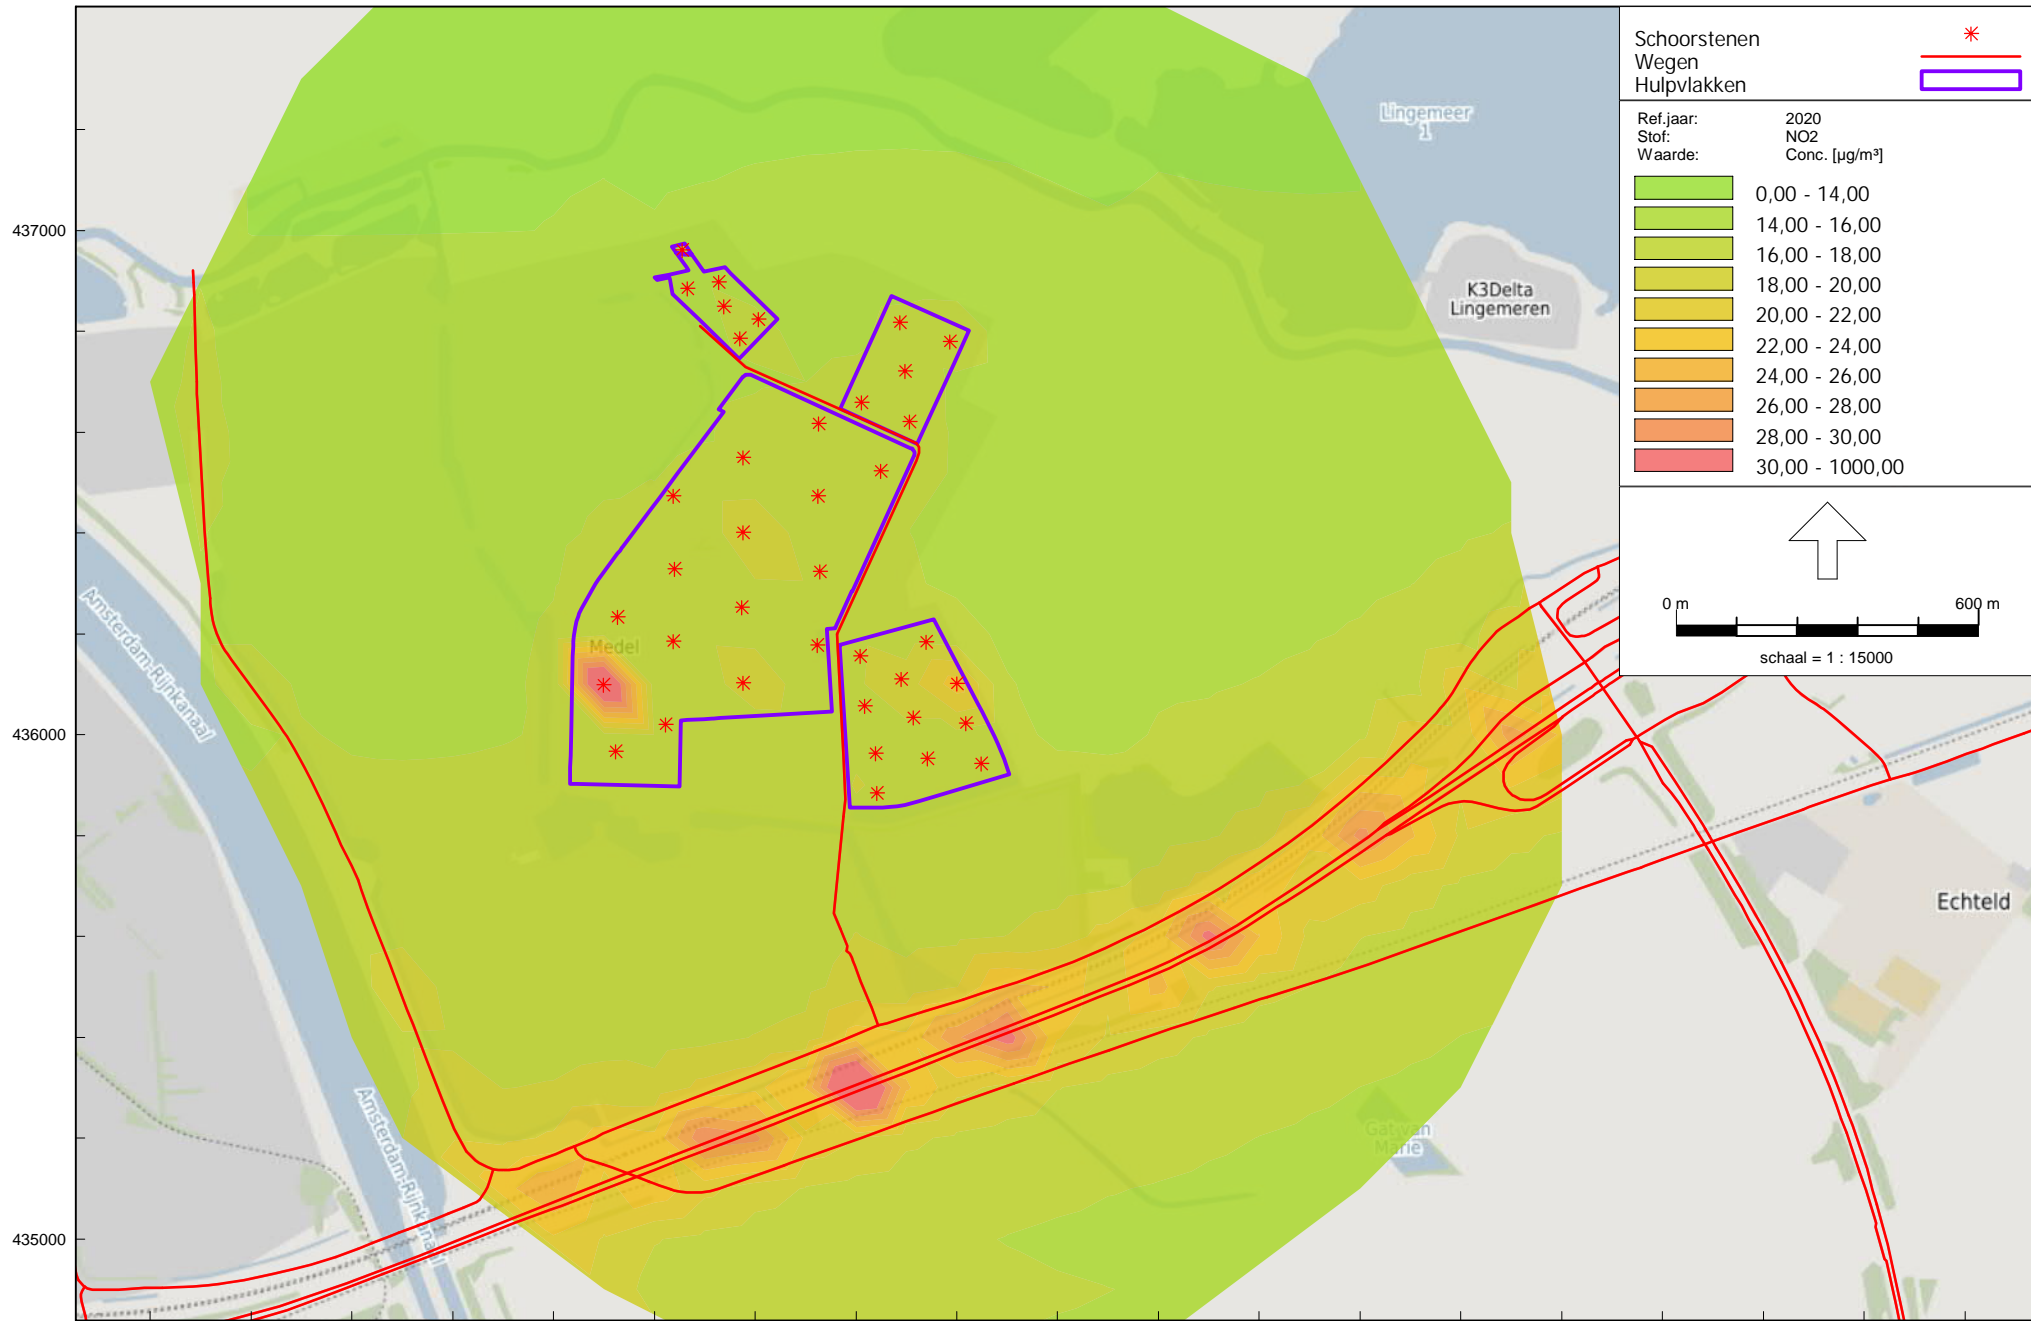 Schoorstenen
Wegen
Hulpvlakken
Ref.jaar: 2020
Stof: NO2
Waarde: Conc. [µg/m³]
0,00 - 14,00
14,00 - 16,00
16,00 - 18,00
18,00 - 20,00
20,00 - 22,00
22,00 - 24,00
24,00 - 26,00
26,00 - 28,00
28,00 - 30,00
30,00 - 1000,00
0 m 600 m
schaal = 1 : 15000
437000
436000
435000
Lingemeer
1
K3Delta
Lingemeren
Medel
Amsterdam-Rijnkanaal
Amsterdam-Rijnkanaal
Echteld
Gat van
Marie